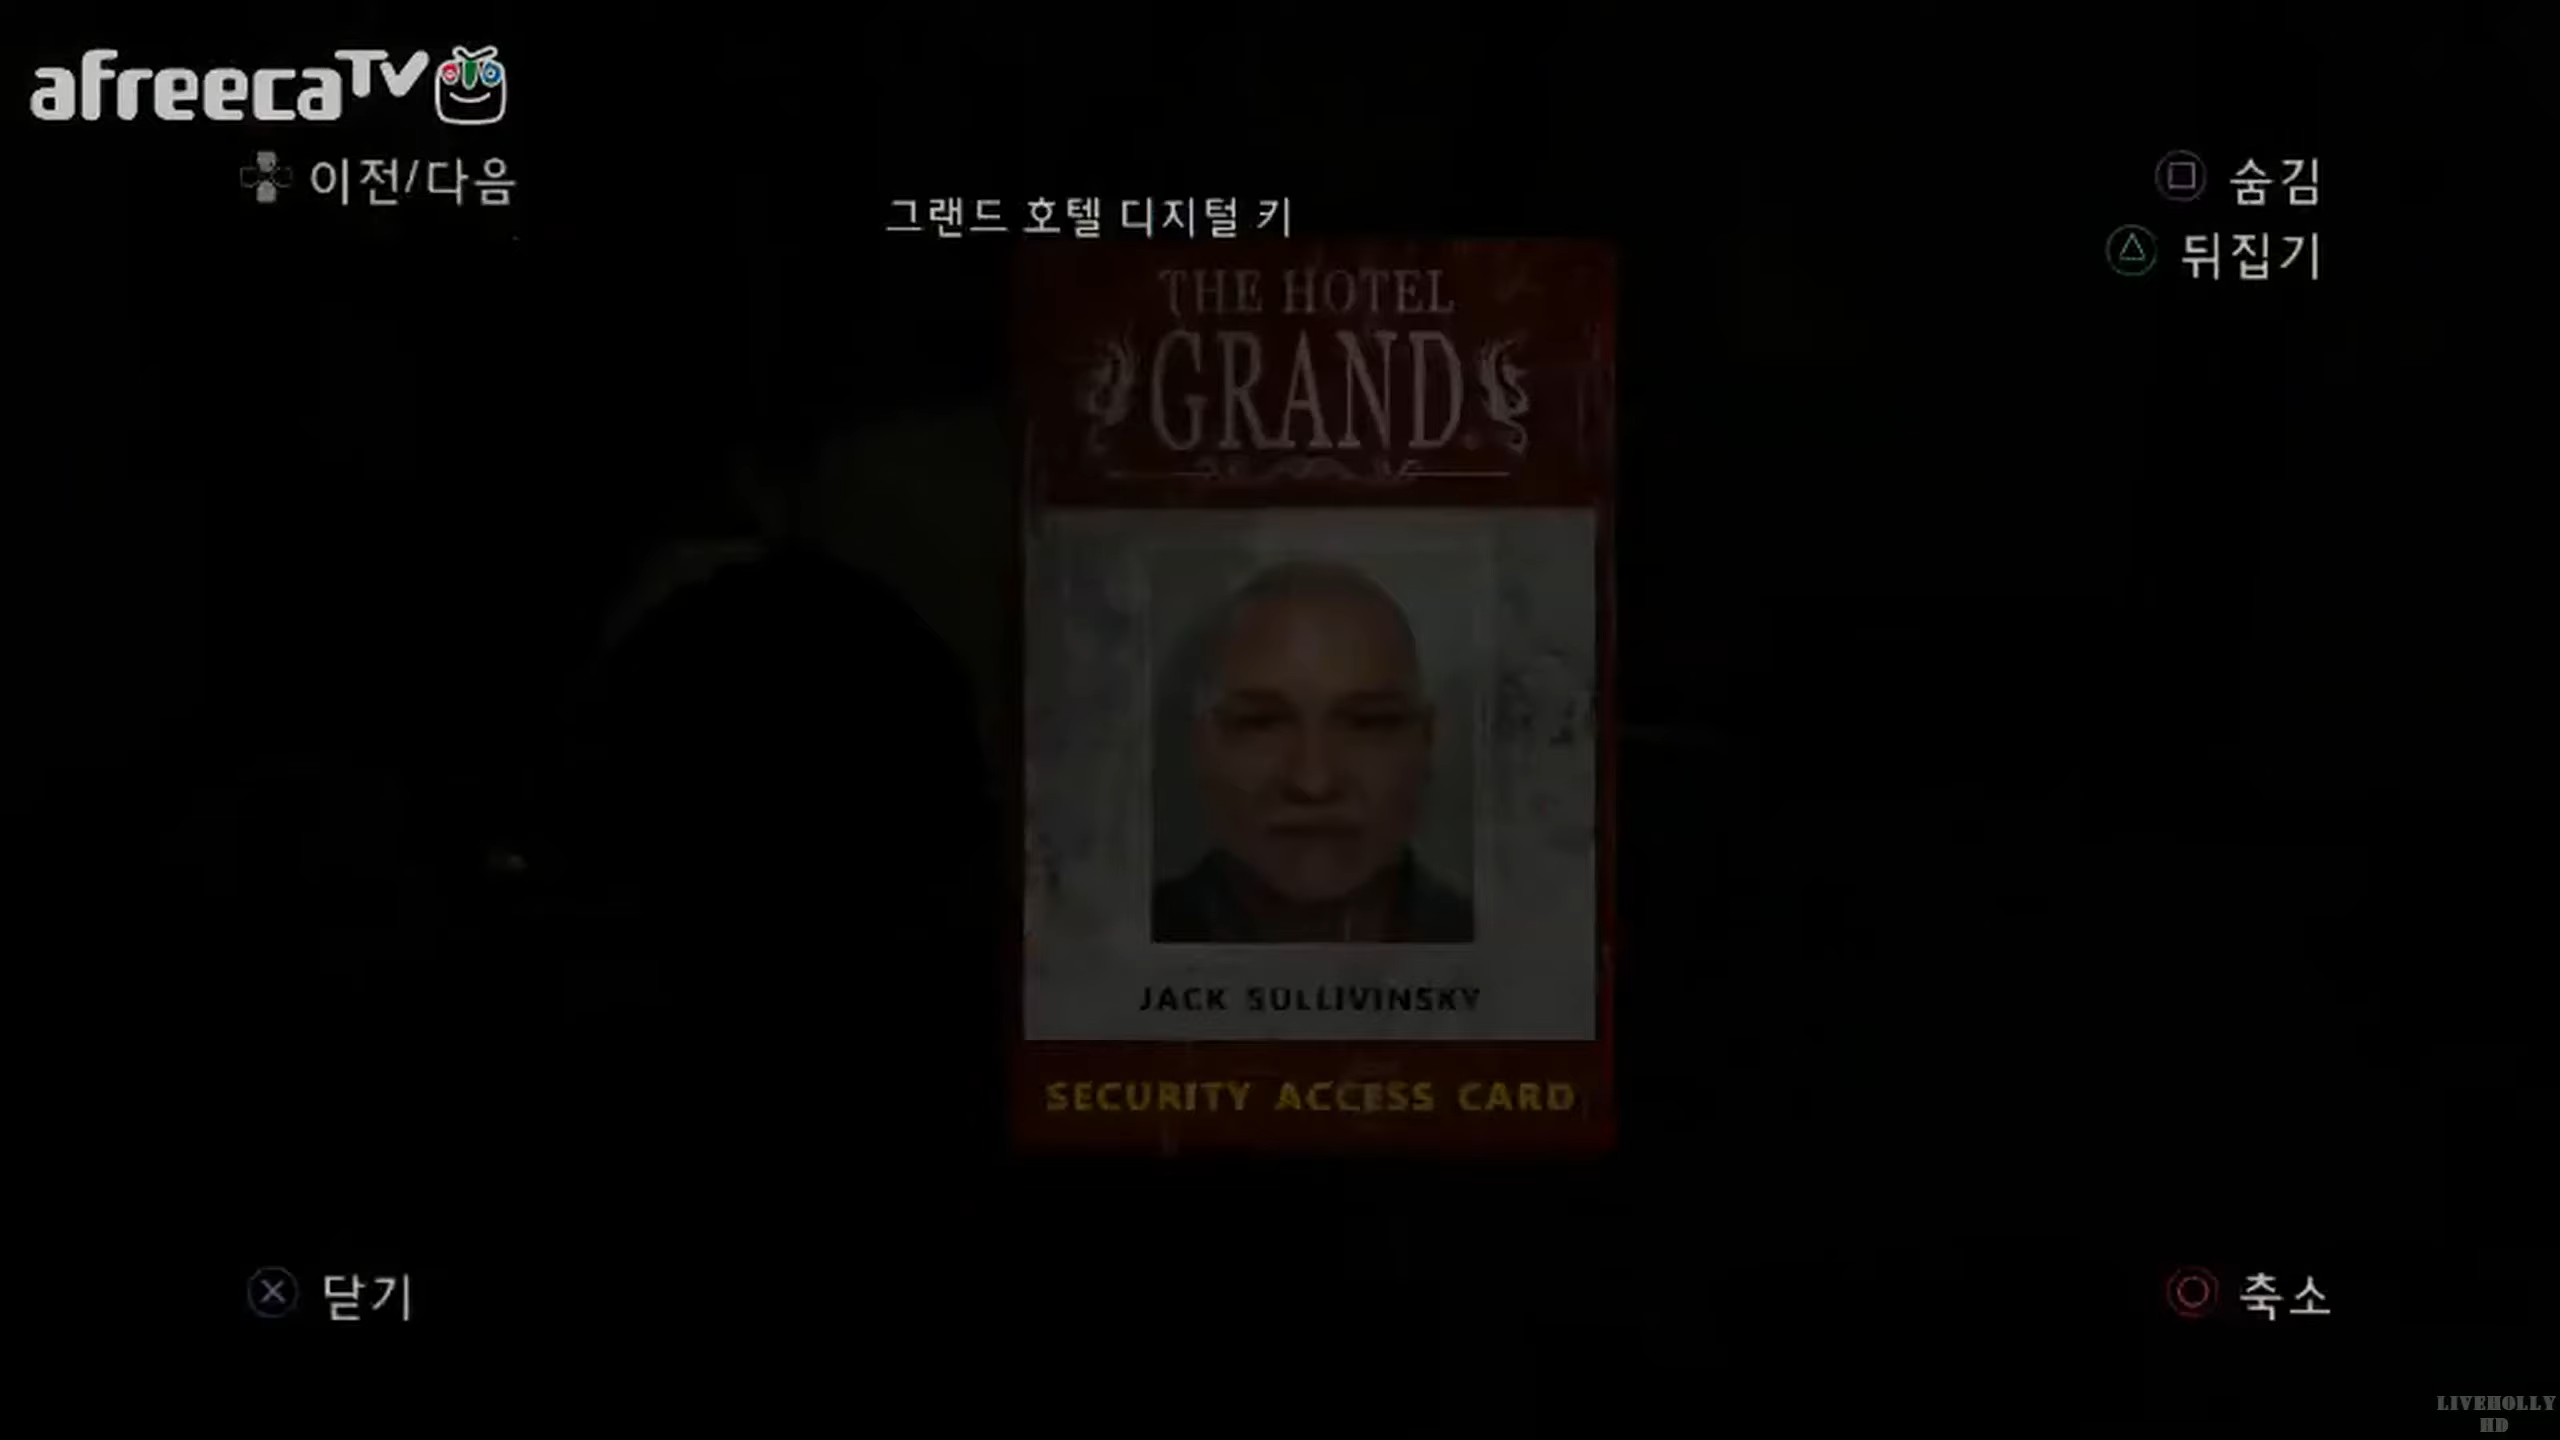 afreecaTV
이전/다음
숨김
뒤집기
그랜드 호텔 디지털 키
THE HOTEL
GRAND
JACK SULLIVINSKY
SECURITY ACCESS CARD
닫기
축소
LIVEHOLLY
HD